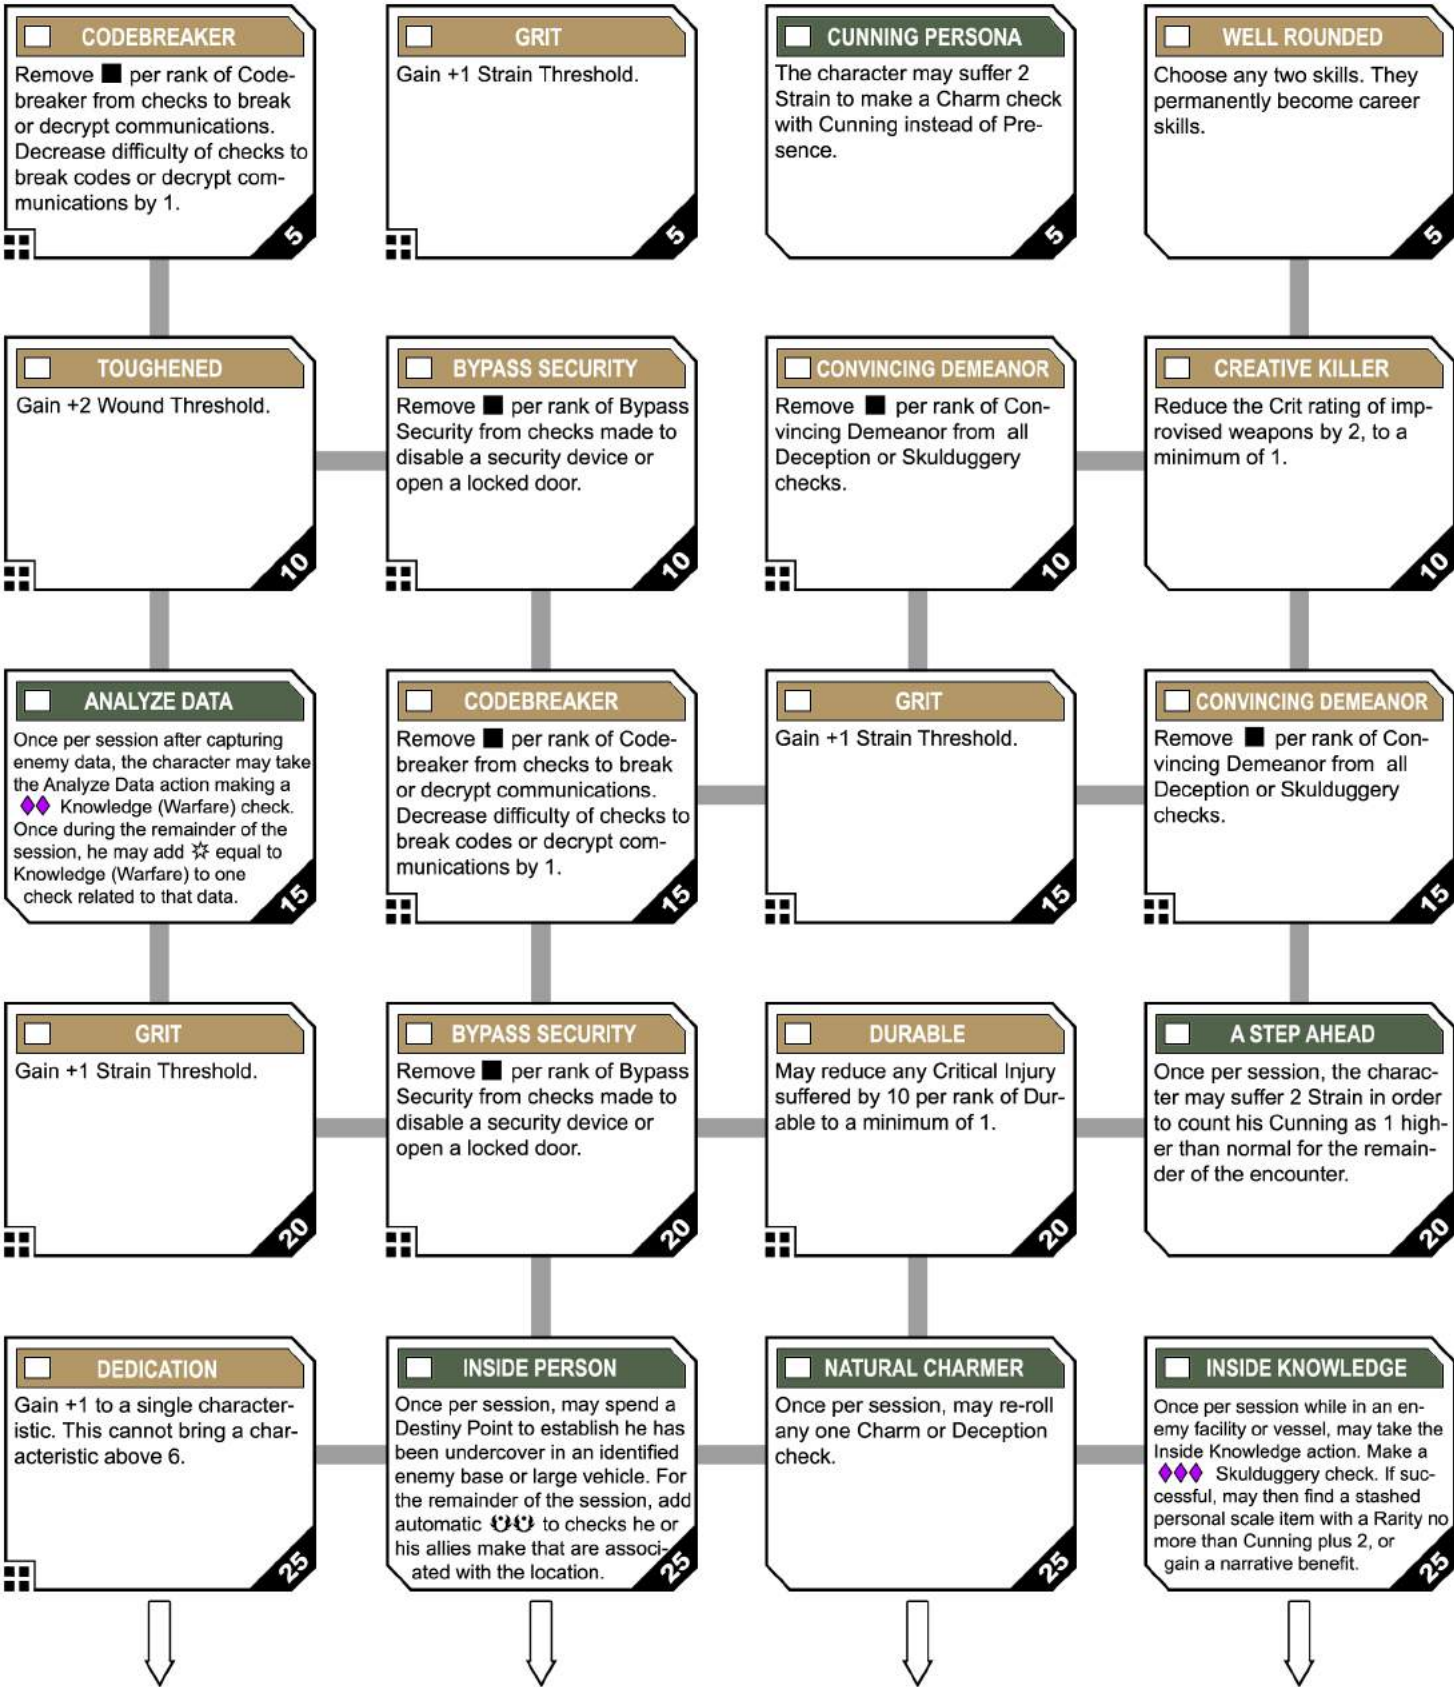 CODEBREAKER
Remove ■ per rank of Code-
breaker from checks to break
or decrypt communications.
Decrease difficulty of checks to
break codes or decrypt com-
munications by 1.
5
GRIT
Gain +1 Strain Threshold.
5
CUNNING PERSONA
The character may suffer 2
Strain to make a Charm check
with Cunning instead of Pre-
sence.
5
WELL ROUNDED
Choose any two skills. They
permanently become career
skills.
5
TOUGHENED
Gain +2 Wound Threshold.
10
BYPASS SECURITY
Remove ■ per rank of Bypass
Security from checks made to
disable a security device or
open a locked door.
10
CONVINCING DEMEANOR
Remove ■ per rank of Con-
vincing Demeanor from all
Deception or Skulduggery
checks.
10
CREATIVE KILLER
Reduce the Crit rating of imp-
rovised weapons by 2, to a
minimum of 1.
10
ANALYZE DATA
Once per session after capturing
enemy data, the character may take
the Analyze Data action making a
♦♦ Knowledge (Warfare) check.
Once during the remainder of the
session, he may add ☼ equal to
Knowledge (Warfare) to one
check related to that data.
15
CODEBREAKER
Remove ■ per rank of Code-
breaker from checks to break
or decrypt communications.
Decrease difficulty of checks to
break codes or decrypt com-
munications by 1.
15
GRIT
Gain +1 Strain Threshold.
15
CONVINCING DEMEANOR
Remove ■ per rank of Con-
vincing Demeanor from all
Deception or Skulduggery
checks.
15
GRIT
Gain +1 Strain Threshold.
20
BYPASS SECURITY
Remove ■ per rank of Bypass
Security from checks made to
disable a security device or
open a locked door.
20
DURABLE
May reduce any Critical Injury
suffered by 10 per rank of Dur-
able to a minimum of 1.
20
A STEP AHEAD
Once per session, the charac-
ter may suffer 2 Strain in order
to count his Cunning as 1 high-
er than normal for the remain-
der of the encounter.
20
DEDICATION
Gain +1 to a single character-
istic. This cannot bring a char-
acteristic above 6.
25
INSIDE PERSON
Once per session, may spend a
Destiny Point to establish he has
been undercover in an identified
enemy base or large vehicle. For
the remainder of the session, add
automatic to checks he or
his allies make that are associ-
ated with the location.
25
NATURAL CHARMER
Once per session, may re-roll
any one Charm or Deception
check.
25
INSIDE KNOWLEDGE
Once per session while in an en-
emy facility or vessel, may take the
Inside Knowledge action. Make a
♦♦♦ Skulduggery check. If suc-
cessful, may then find a stashed
personal scale item with a Rarity no
more than Cunning plus 2, or
gain a narrative benefit.
25